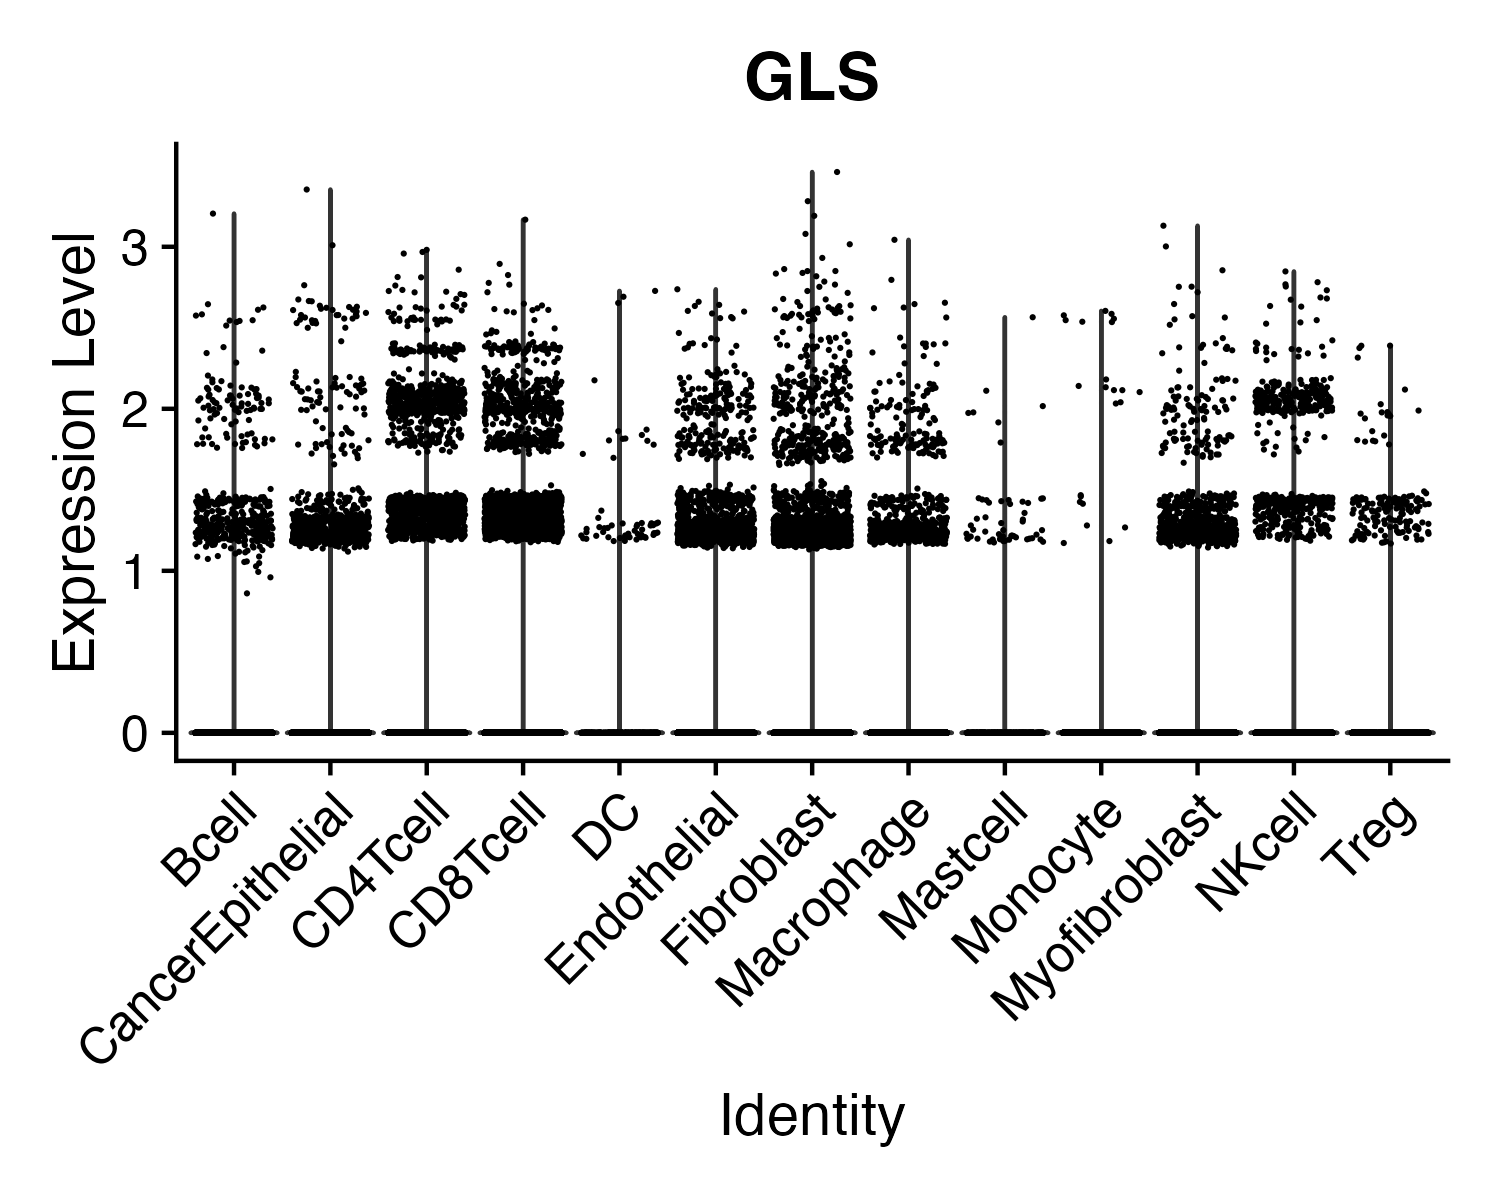 GLS
Expression Level
3
2
1
0
Bcell
CancerEpithelial
CD4Tcell
CD8Tcell
DC
Endothelial
Fibroblast
Macrophage
Mastcell
Monocyte
Myofibroblast
NKcell
Treg
Identity